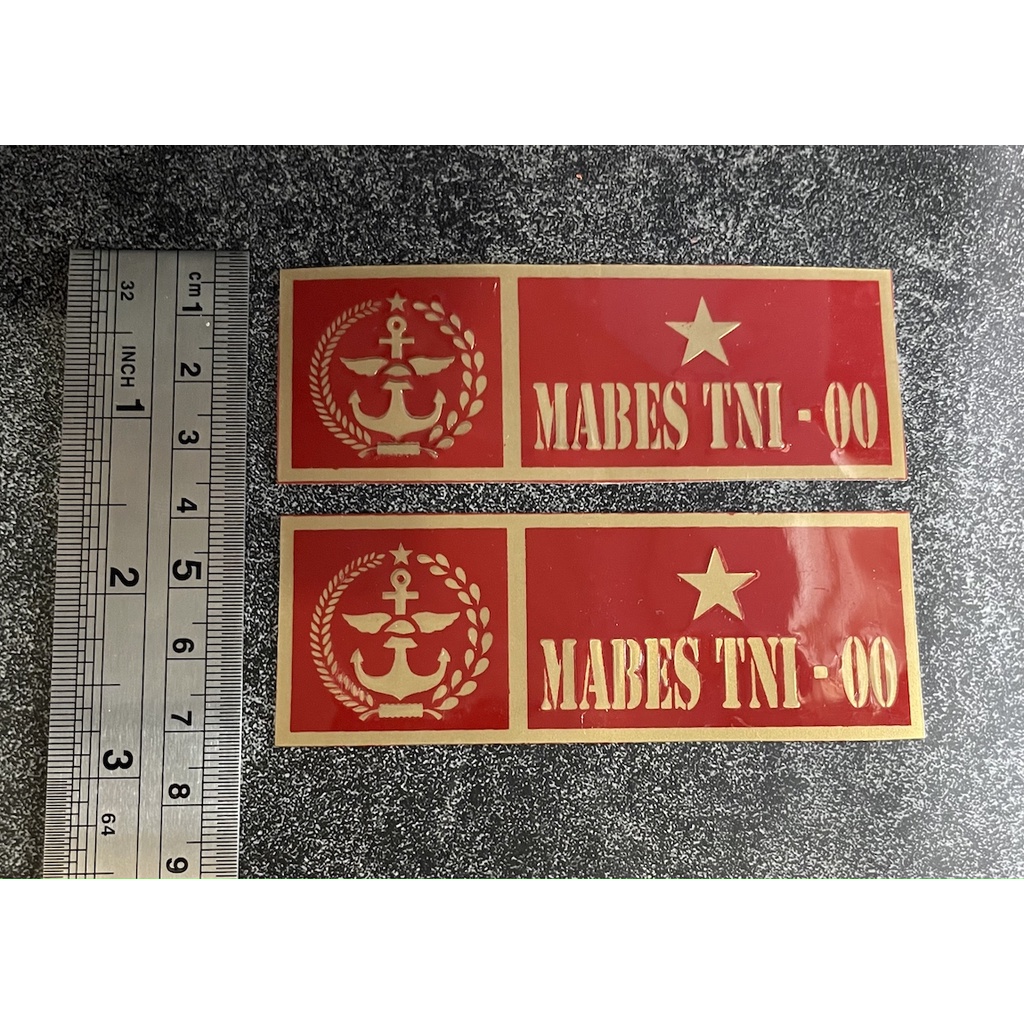 32 INCH 1 2 3 64
cm 1 2 3 4 5 6 7 8 9
MABES TNI - 00
MABES TNI - 00